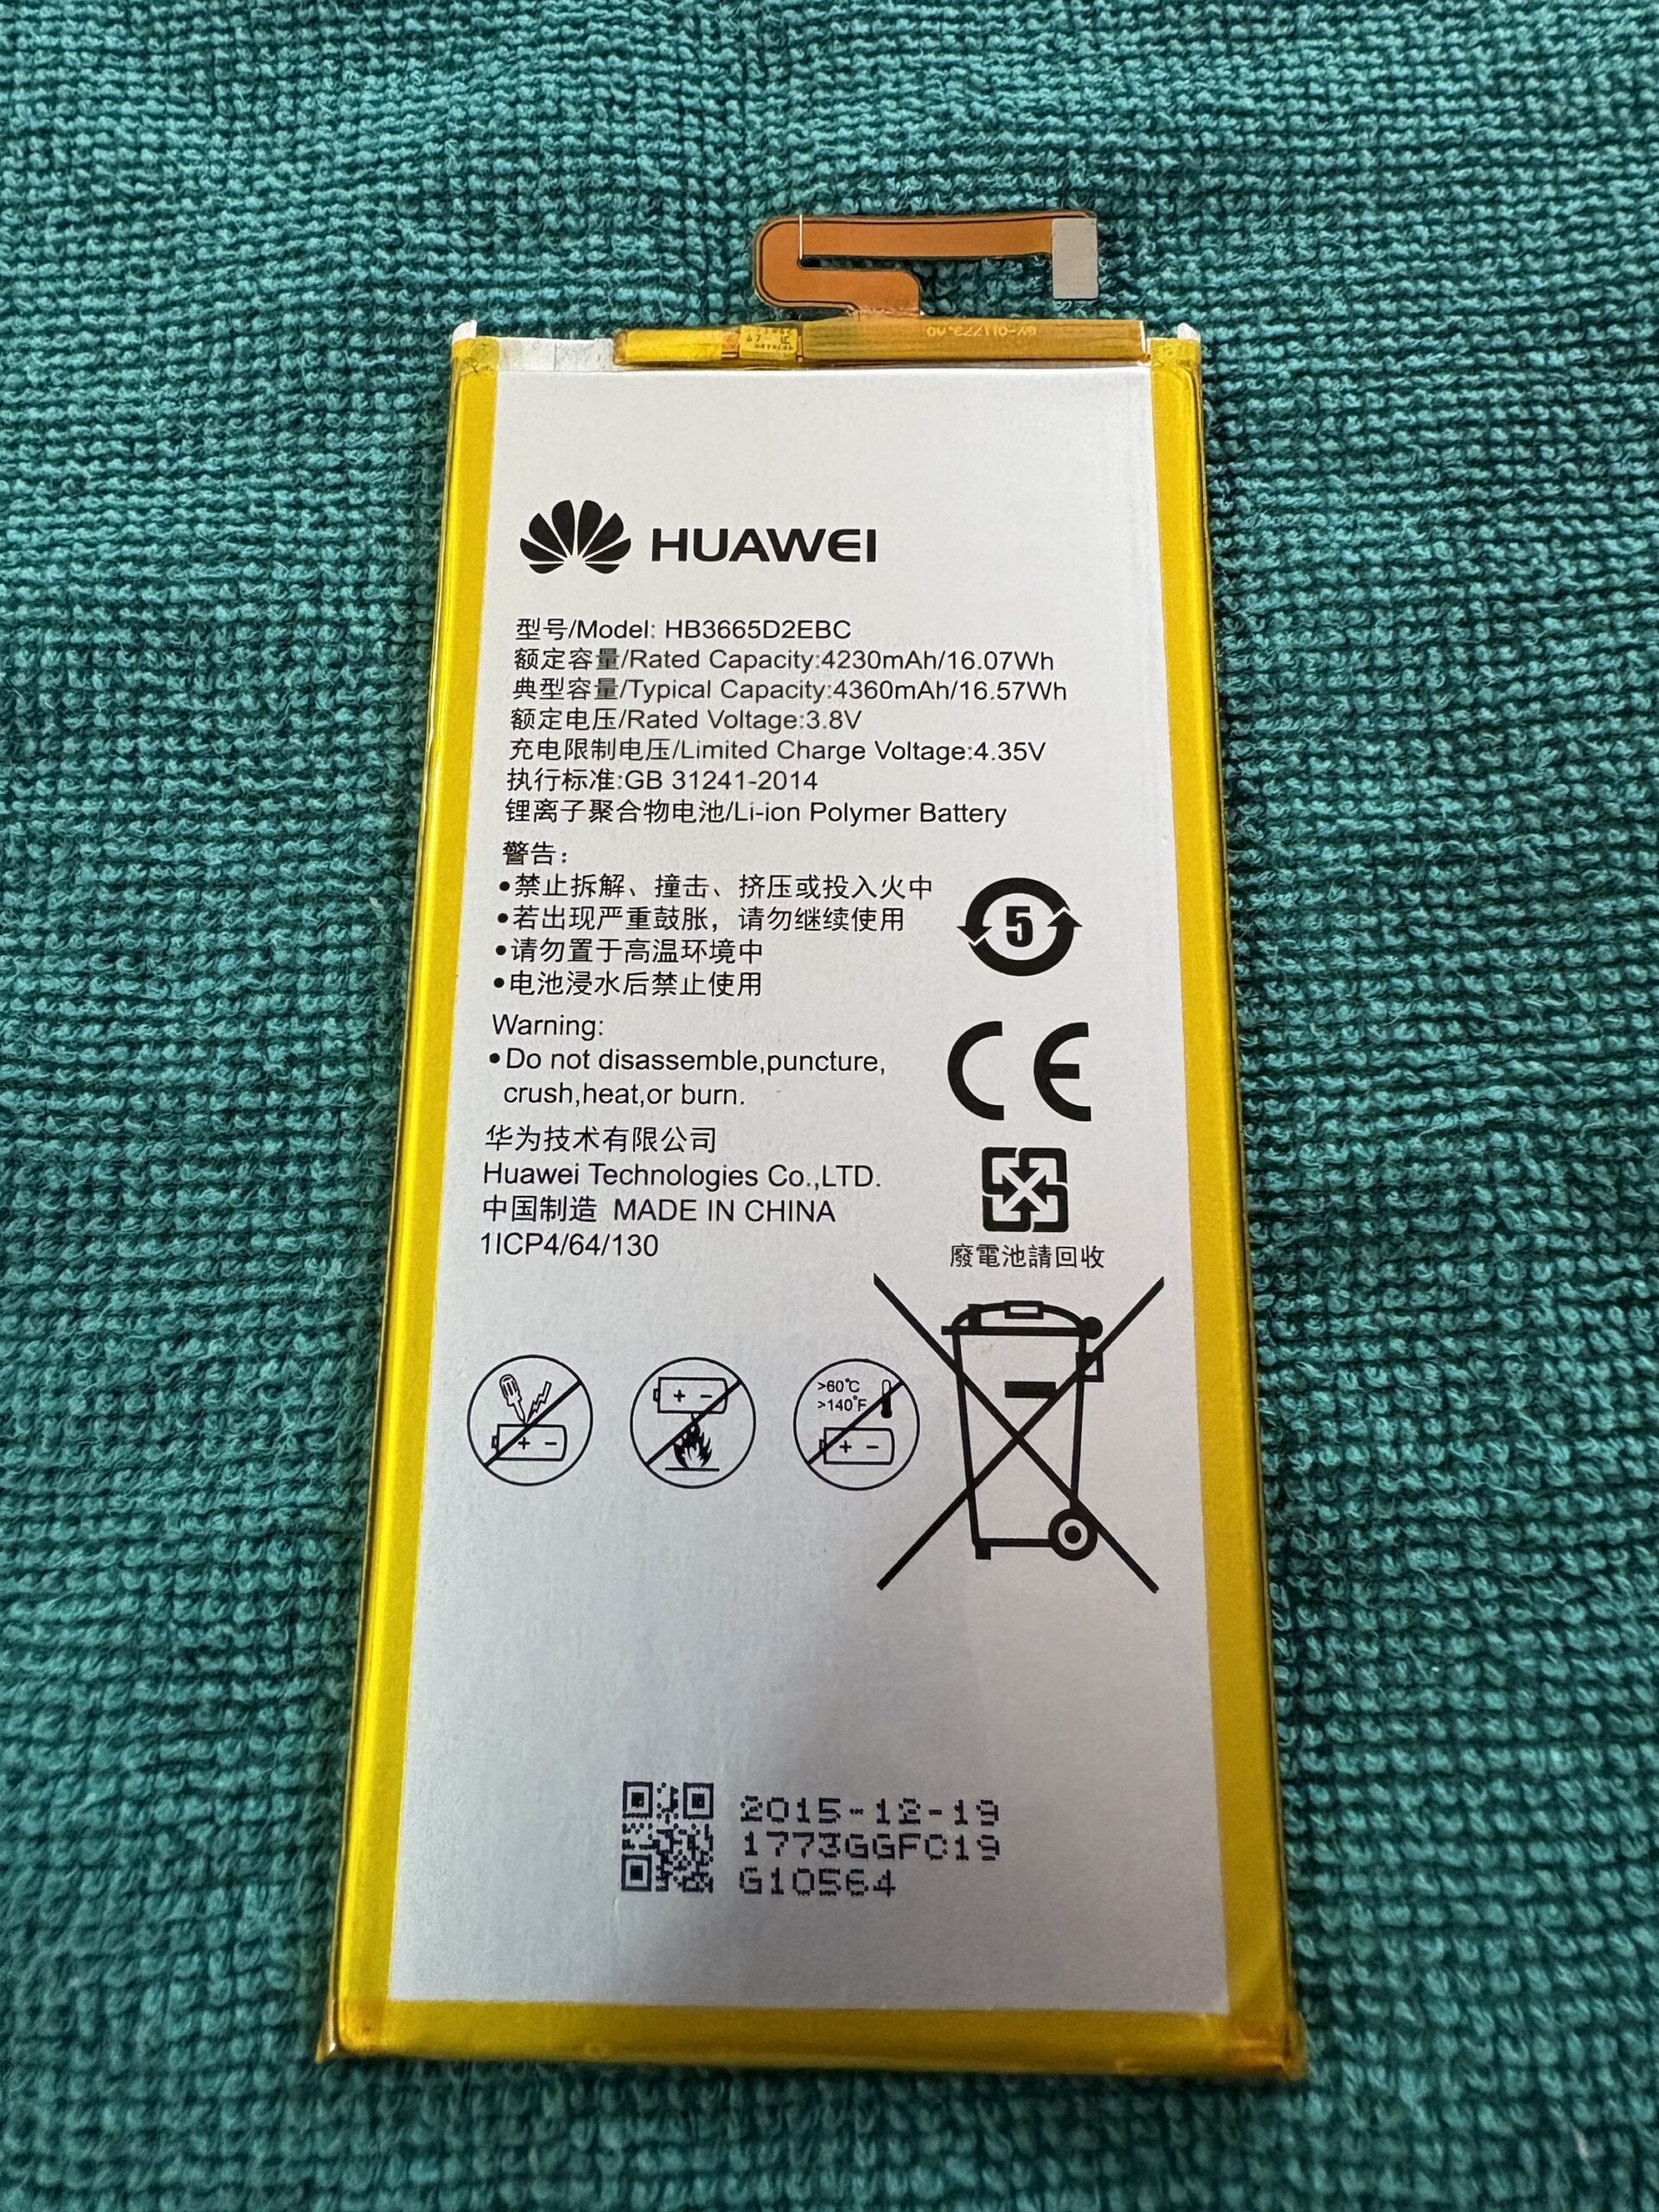 HUAWEI
型号/Model: HB3665D2EBC
额定容量/Rated Capacity:4230mAh/16.07Wh
典型容量/Typical Capacity:4360mAh/16.57Wh
额定电压/Rated Voltage:3.8V
充电限制电压/Limited Charge Voltage:4.35V
执行标准:GB 31241-2014
锂离子聚合物电池/Li-ion Polymer Battery
警告：
•禁止拆解、撞击、挤压或投入火中
•若出现严重鼓胀，请勿继续使用
•请勿置于高温环境中
•电池浸水后禁止使用
5
Warning:
•Do not disassemble,puncture,
crush,heat,or burn.
CE
华为技术有限公司
Huawei Technologies Co.,LTD.
中国制造 MADE IN CHINA
1ICP4/64/130
廢電池請回收
+ −
+ −
>60℃
>140°F
+ −
2015-12-19
1773GGFC19
G10564